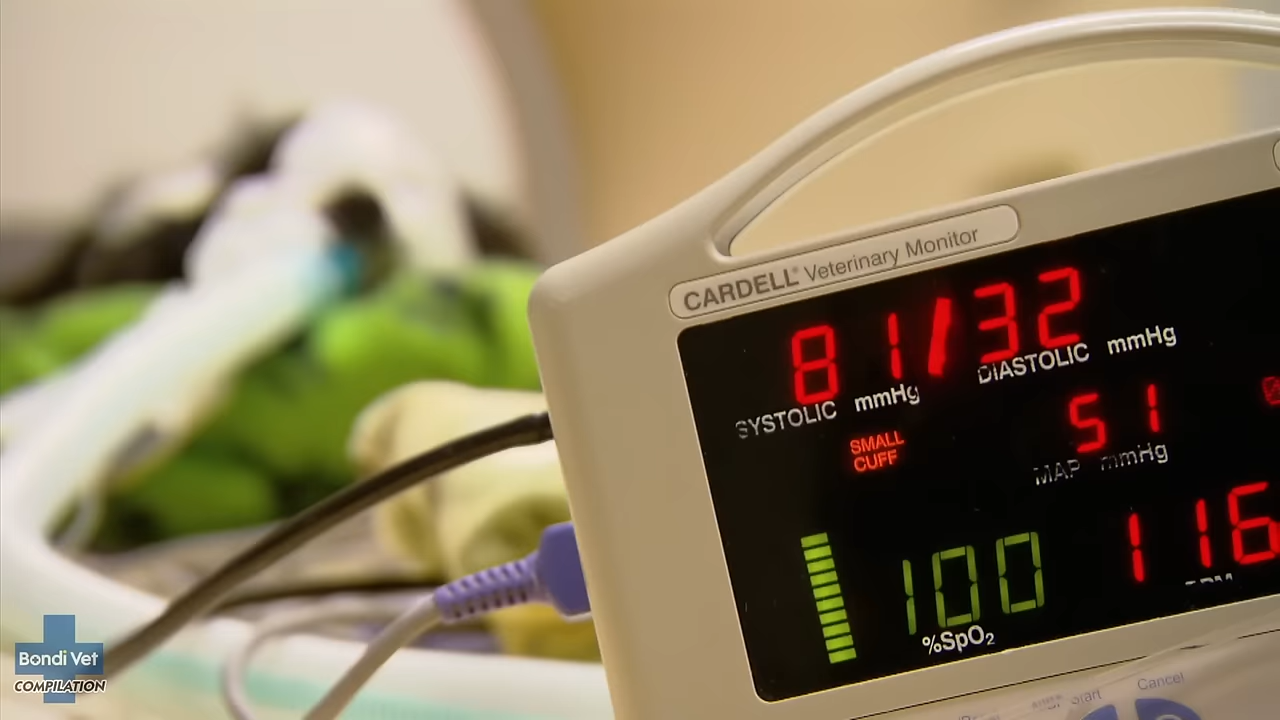 CARDELL® Veterinary Monitor
81/32
SYSTOLIC mmHg
DIASTOLIC mmHg
SMALL
CUFF
51
MAP mmHg
100
%SpO2
116
Start
Cancel
Bondi Vet
COMPILATION